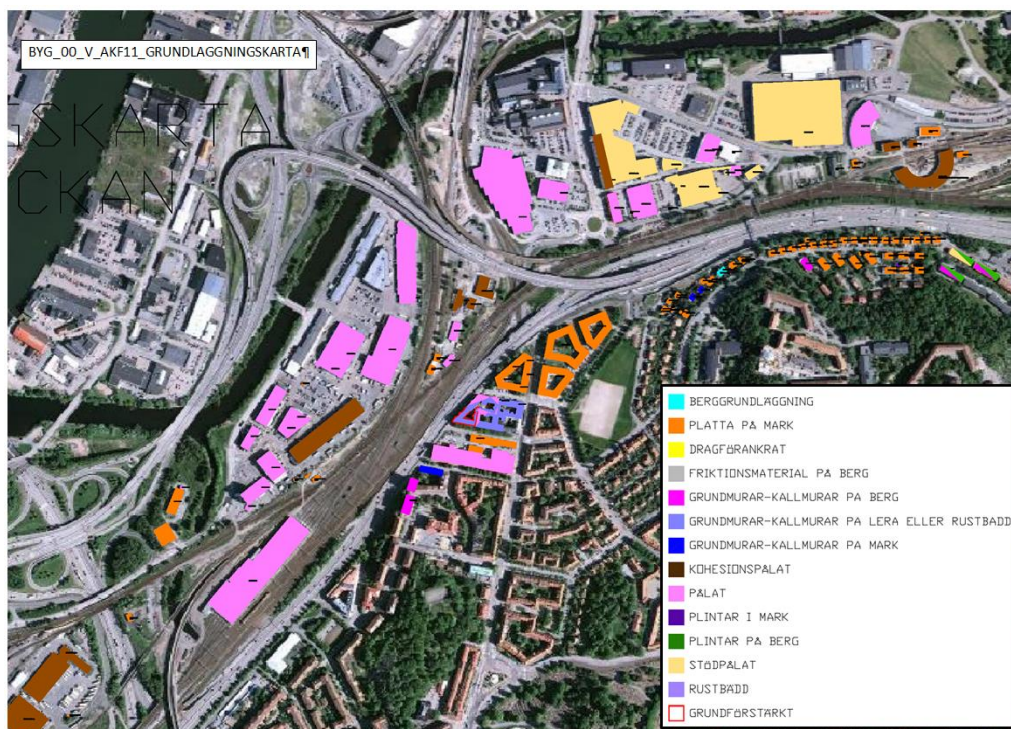 BYG_00_V_AKF11_GRUNDLAGGNINGSKARTA¶
GSKARTA
CKAN
BERGGRUNDLÄGGNING
PLATTA PÅ MARK
DRAGFÖRANKRAT
FRIKTIONSMATERIAL PÅ BERG
GRUNDMURAR-KALLMURAR PÅ BERG
GRUNDMURAR-KALLMURAR PÅ LERA ELLER RUSTBÄDD
GRUNDMURAR-KALLMURAR PÅ MARK
KOHESIONSPÅLAT
PÅLAT
PLINTAR I MARK
PLINTAR PÅ BERG
STÖDPÅLAT
RUSTBÄDD
GRUNDFÖRSTÄRKT